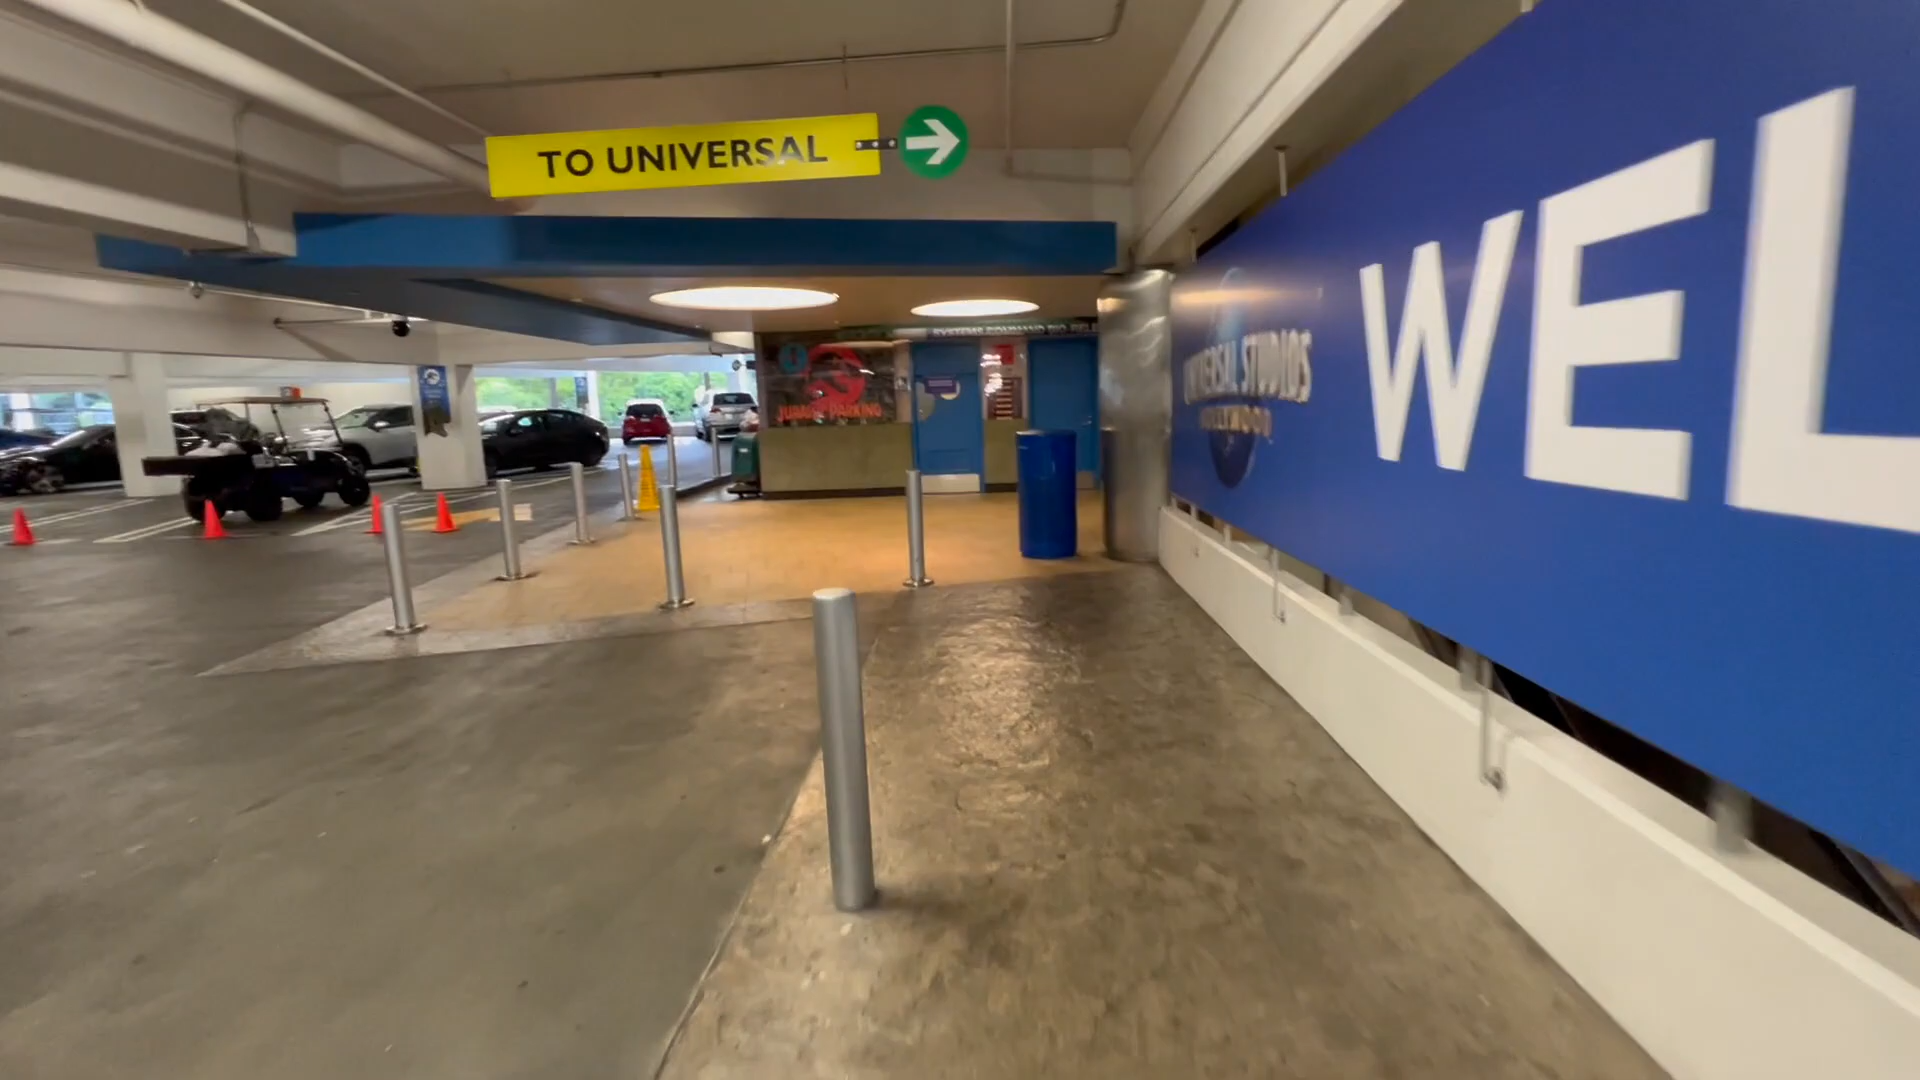 TO UNIVERSAL
UNIVERSAL STUDIOS
HOLLYWOOD
WEL
JURASSIC PARKING